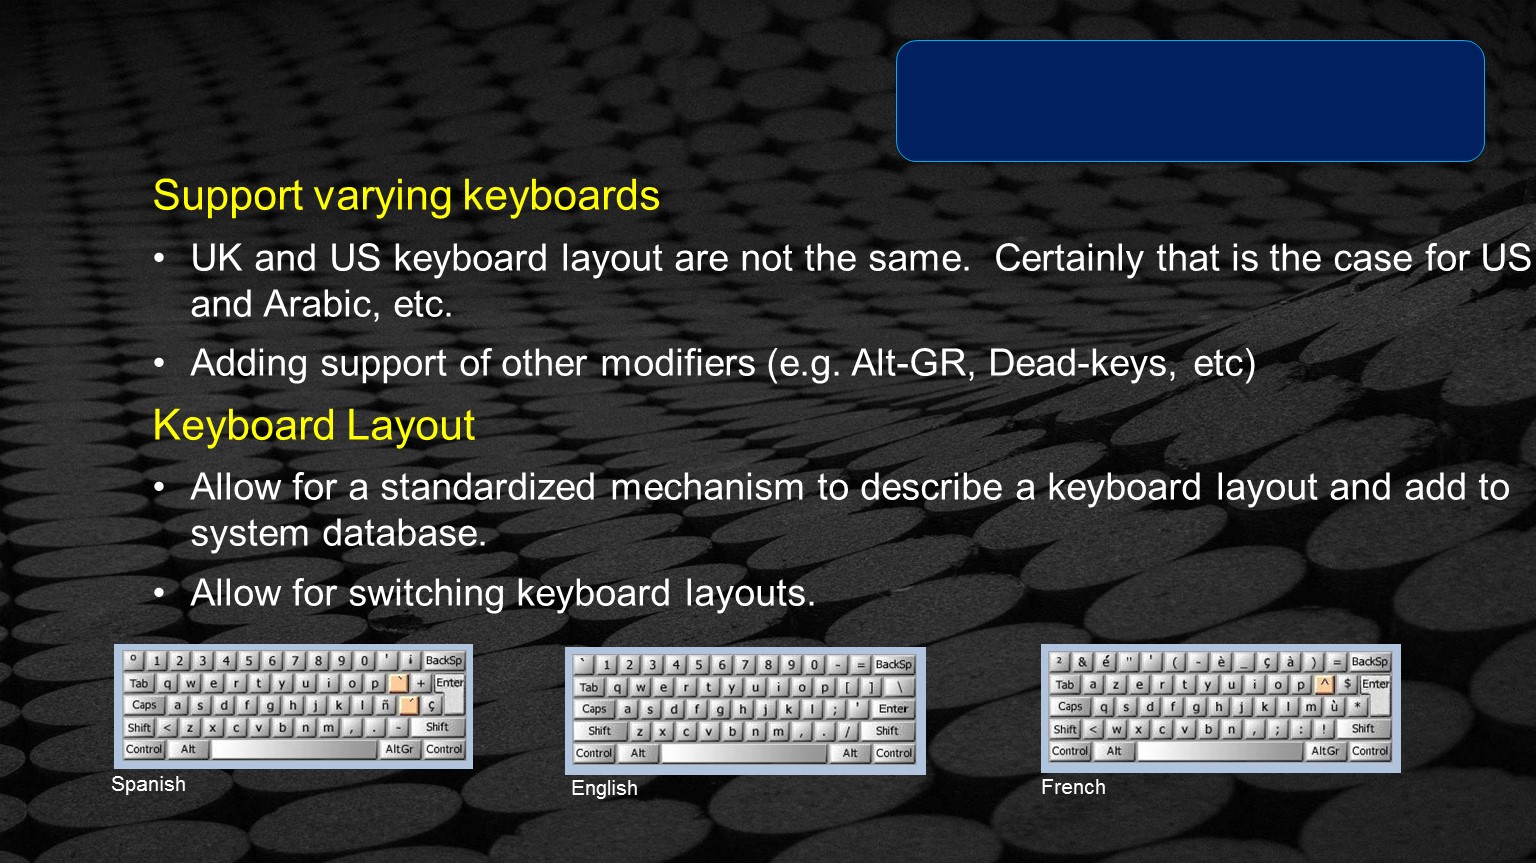 Support varying keyboards
• UK and US keyboard layout are not the same.  Certainly that is the case for US
and Arabic, etc.
• Adding support of other modifiers (e.g. Alt-GR, Dead-keys, etc)
Keyboard Layout
• Allow for a standardized mechanism to describe a keyboard layout and add to
system database.
• Allow for switching keyboard layouts.
º 1 2 3 4 5 6 7 8 9 0 ' ¡ BackSp
Tab q w e r t y u i o p ` + Enter
Caps a s d f g h j k l ñ ´ ç
Shift < z x c v b n m , . - Shift
Control Alt AltGr Control
Spanish
` 1 2 3 4 5 6 7 8 9 0 - = BackSp
Tab q w e r t y u i o p [ ] \
Caps a s d f g h j k l ; ' Enter
Shift z x c v b n m , . / Shift
Control Alt Alt Control
English
² & é " ' ( - è _ ç à ) = BackSp
Tab a z e r t y u i o p ^ $ Enter
Caps q s d f g h j k l m ù *
Shift < w x c v b n , ; : ! Shift
Control Alt AltGr Control
French